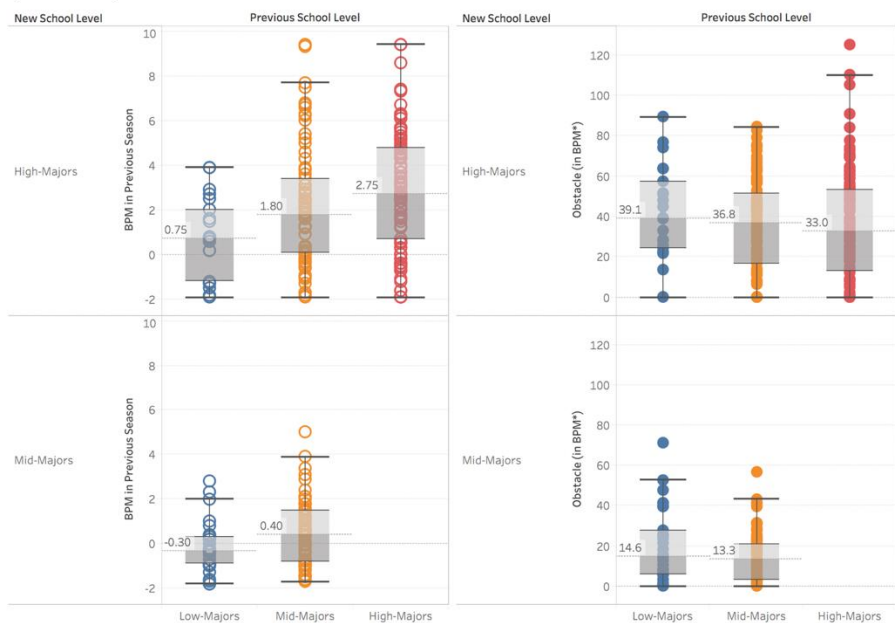 New School Level
Previous School Level
New School Level
Previous School Level
High-Majors
BPM in Previous Season
10
8
6
4
2
0
-2
0.75
1.80
2.75
High-Majors
Obstacle (in BPM*)
120
100
80
60
40
20
0
39.1
36.8
33.0
Mid-Majors
BPM in Previous Season
10
8
6
4
2
0
-2
-0.30
0.40
Mid-Majors
Obstacle (in BPM*)
120
100
80
60
40
20
0
14.6
13.3
Low-Majors Mid-Majors High-Majors
Low-Majors Mid-Majors High-Majors